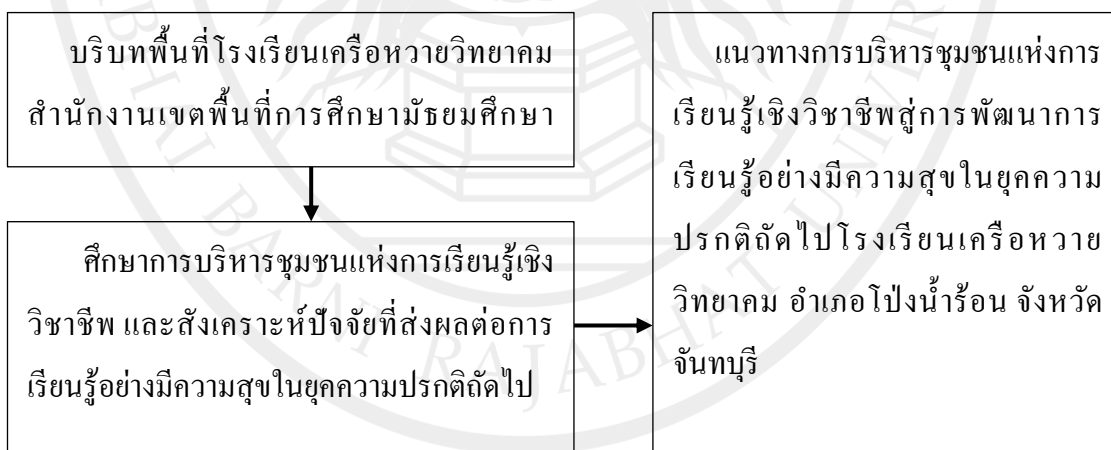 บริบทพื้นที่โรงเรียนเครือหวายวิทยาคม
สำนักงานเขตพื้นที่การศึกษามัธยมศึกษา
ศึกษาการบริหารชุมชนแห่งการเรียนรู้เชิง
วิชาชีพ และสังเคราะห์ปัจจัยที่ส่งผลต่อการ
เรียนรู้อย่างมีความสุขในยุคความปรกติถัดไป
แนวทางการบริหารชุมชนแห่งการ
เรียนรู้เชิงวิชาชีพสู่การพัฒนาการ
เรียนรู้อย่างมีความสุขในยุคความ
ปรกติถัดไปโรงเรียนเครือหวาย
วิทยาคม อำเภอโป่งน้ำร้อน จังหวัด
จันทบุรี
BARNI RAJABHAT UNIVER